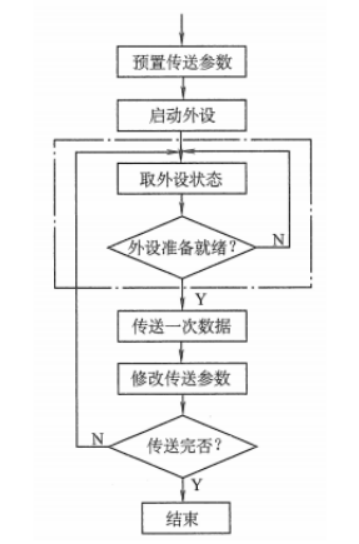 预置传送参数
启动外设
取外设状态
外设准备就绪?
N
Y
传送一次数据
修改传送参数
N
传送完否?
Y
结束